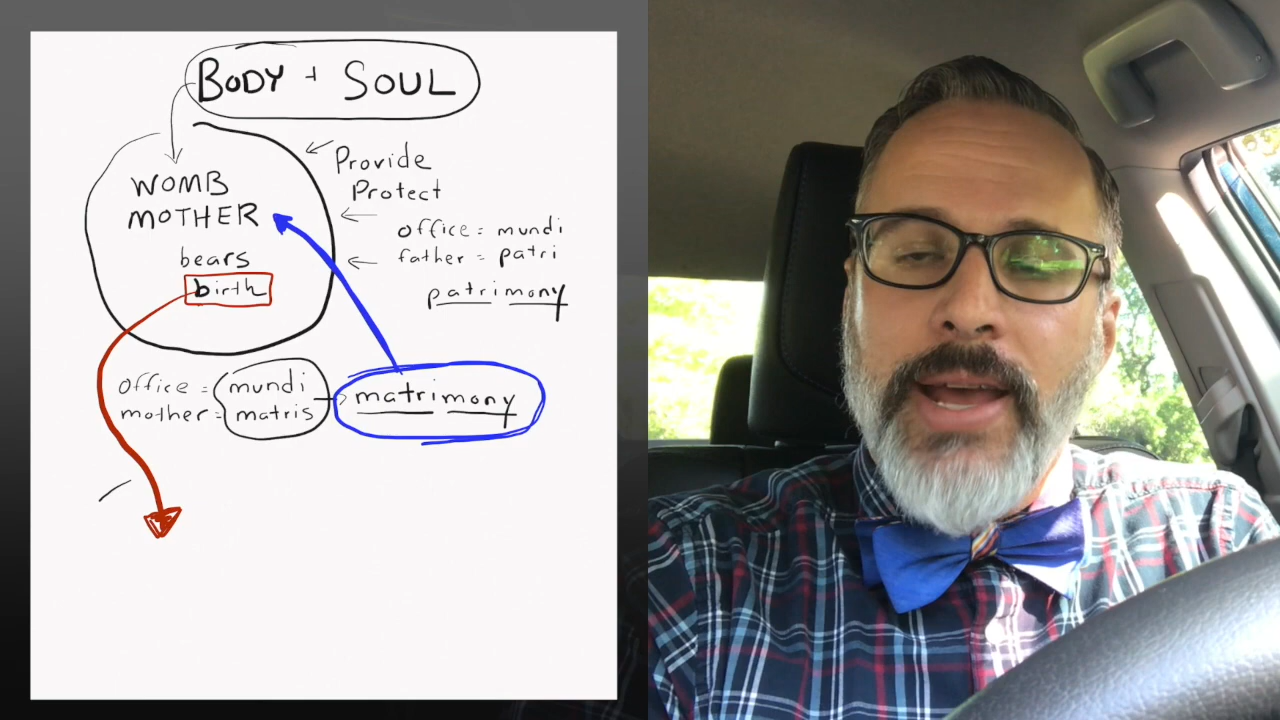 BODY + SOUL
WOMB
MOTHER
bears
birth
Provide
Protect
office = mundi
father = patri
patrimony
office = mundi
mother = matris
matrimony